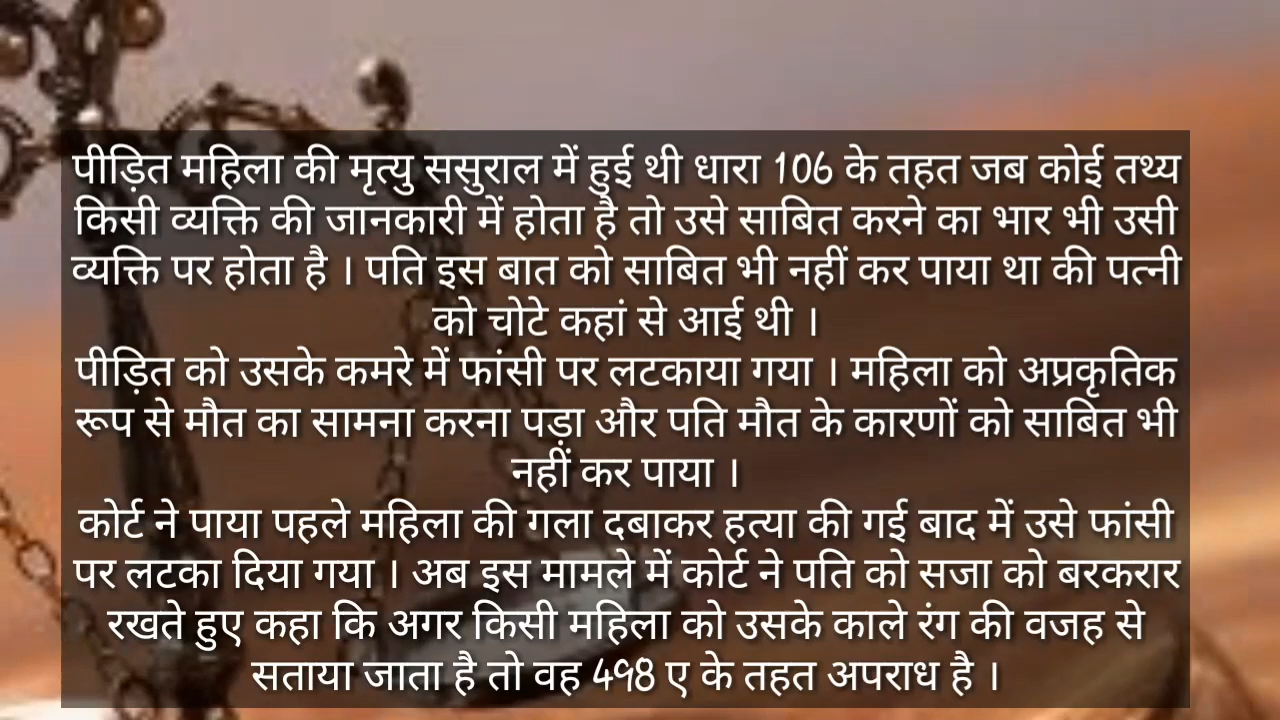 पीड़ित महिला की मृत्यु ससुराल में हुई थी धारा 106 के तहत जब कोई तथ्य
किसी व्यक्ति की जानकारी में होता है तो उसे साबित करने का भार भी उसी
व्यक्ति पर होता है । पति इस बात को साबित भी नहीं कर पाया था की पत्नी
को चोटे कहां से आई थी ।
पीड़ित को उसके कमरे में फांसी पर लटकाया गया । महिला को अप्रकृतिक
रूप से मौत का सामना करना पड़ा और पति मौत के कारणों को साबित भी
नहीं कर पाया ।
कोर्ट ने पाया पहले महिला की गला दबाकर हत्या की गई बाद में उसे फांसी
पर लटका दिया गया । अब इस मामले में कोर्ट ने पति को सजा को बरकरार
रखते हुए कहा कि अगर किसी महिला को उसके काले रंग की वजह से
सताया जाता है तो वह 498 ए के तहत अपराध है ।